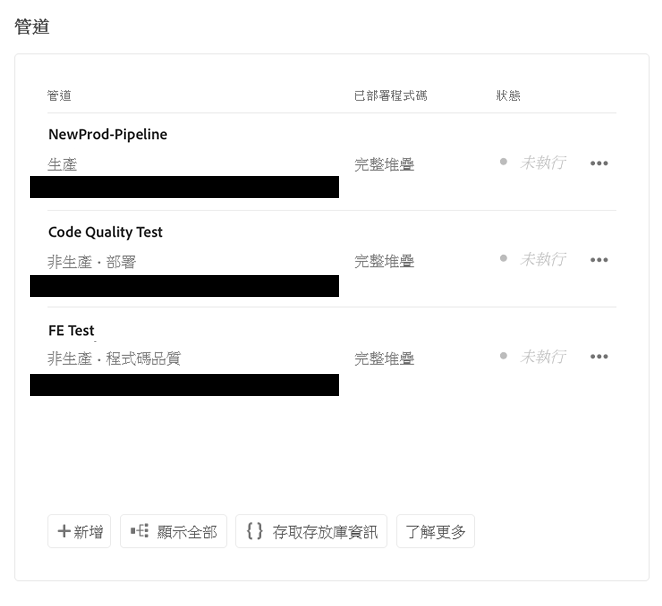 管道
管道 已部署程式碼 狀態
NewProd-Pipeline
生產 完整堆疊 未執行
Code Quality Test
非生產・部署 完整堆疊 未執行
FE Test
非生產・程式碼品質 完整堆疊 未執行
+新增 顯示全部 {} 存取存放庫資訊 了解更多